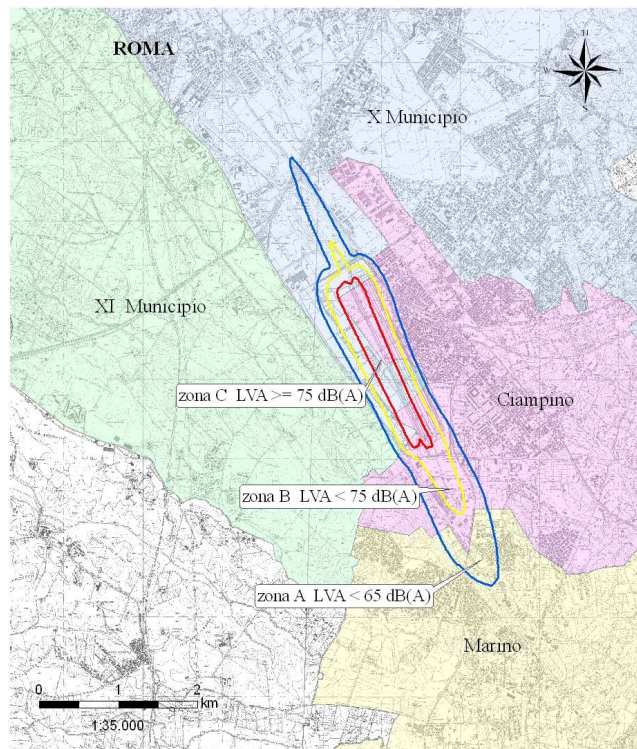 ROMA
N
W E
S
X Municipio
XI Municipio
zona C LVA >= 75 dB(A)
Ciampino
zona B LVA < 75 dB(A)
zona A LVA < 65 dB(A)
Marino
0 1 2
km
1:35.000